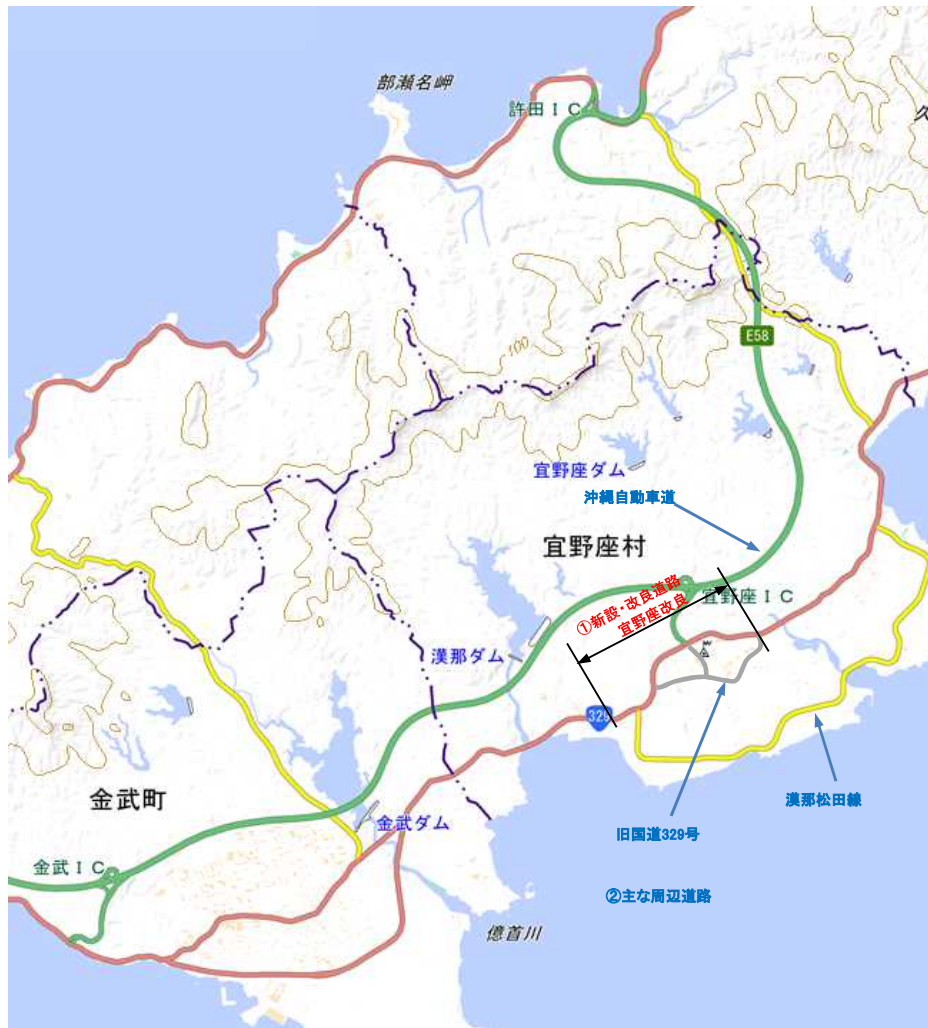 部瀬名岬
許田IC
久
100
E58
宜野座ダム
沖縄自動車道
宜野座村
①新設・改良道路
宜野座改良
宜野座IC
漢那ダム
329
金武町
漢那松田線
金武ダム
旧国道329号
金武IC
②主な周辺道路
億首川